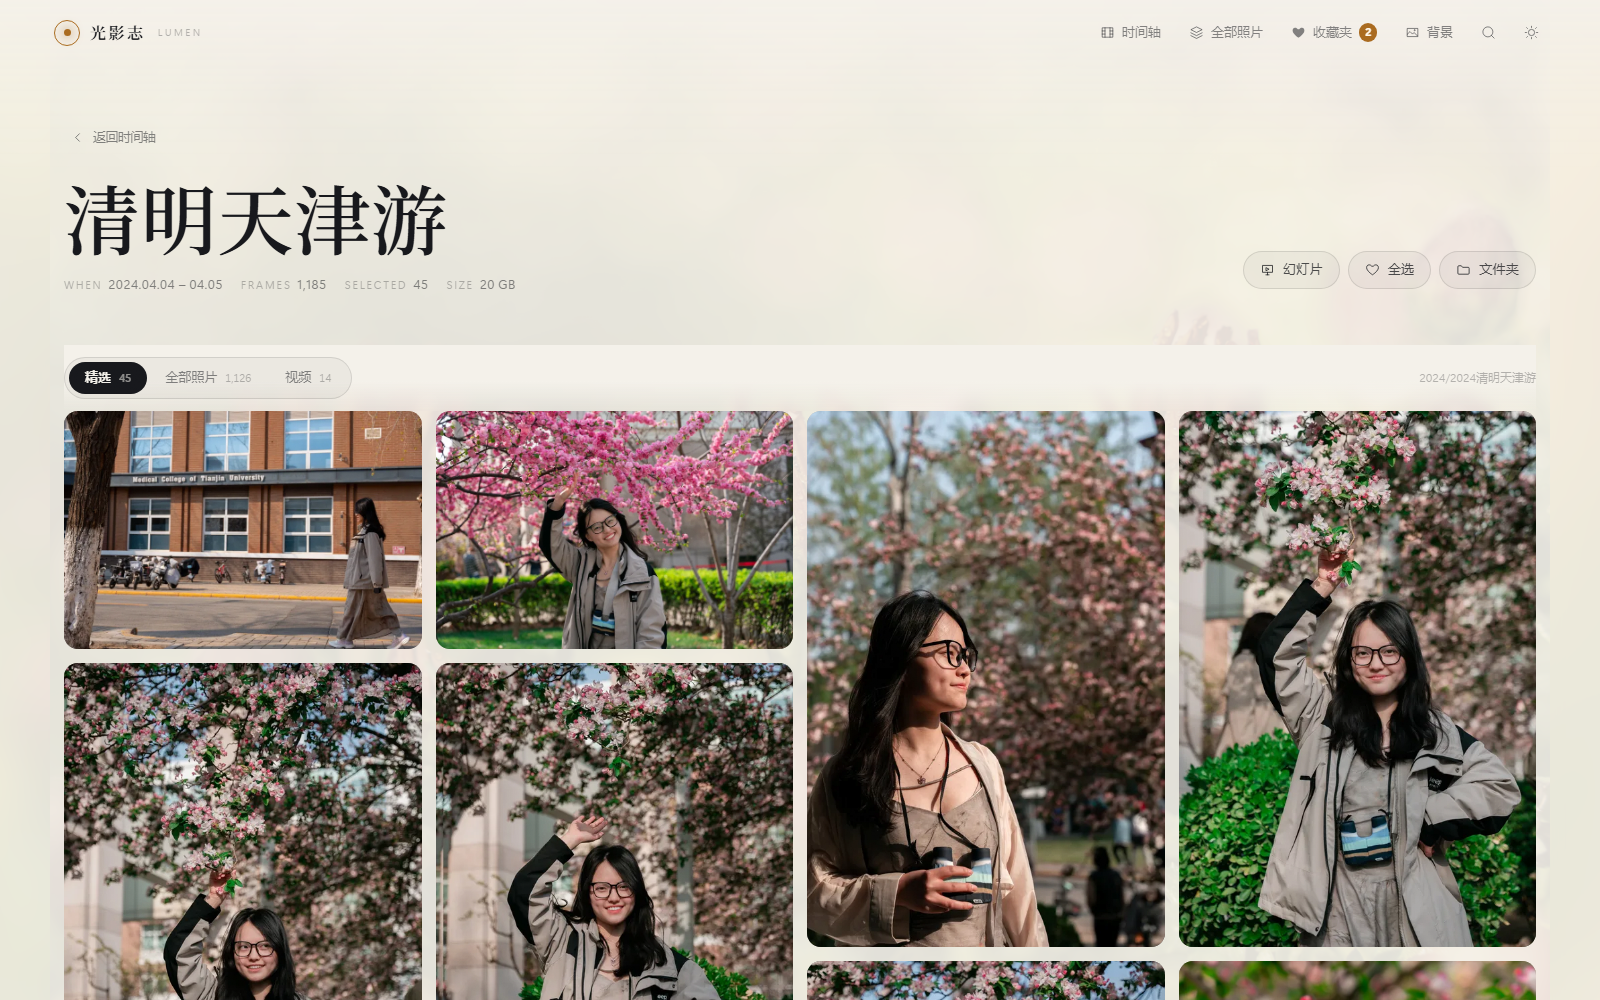 光影志 LUMEN
时间轴 全部照片 收藏夹 2 背景
返回时间轴
清明天津游
WHEN 2024.04.04 – 04.05 FRAMES 1,185 SELECTED 45 SIZE 20 GB
幻灯片 全选 文件夹
精选 45 全部照片 1,126 视频 14
2024/2024清明天津游
Medical College of Tianjin University